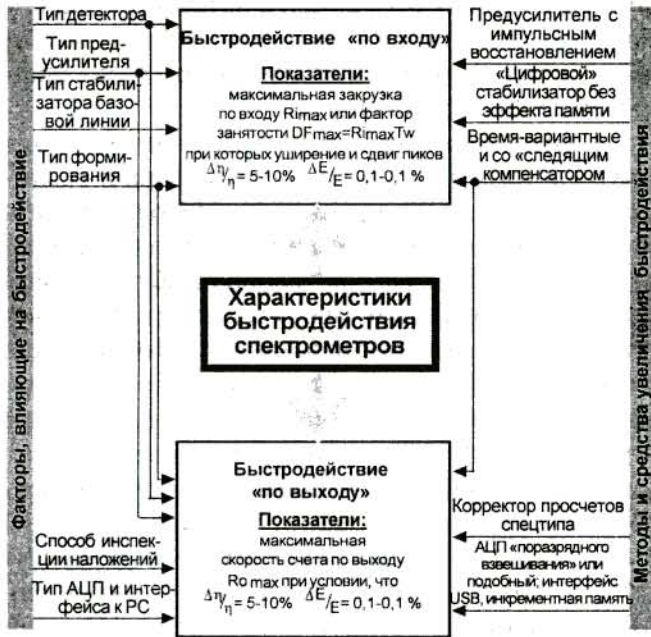 Факторы, влияющие на быстродействие
Тип детектора
Тип пред-
усилителя
Тип стабили-
затора базо-
вой линии
Тип форми-
рования
Способ инспек-
ции наложений
Тип АЦП и интер-
фейса к PC
Быстродействие «по входу»
Показатели:
максимальная закрузка
по входу Rimax или фактор
занятости DFmax=RimaxTw
при которых уширение и сдвиг пиков
Δη/η = 5-10% ΔE/E = 0,1-0,1 %
Характеристики
быстродействия
спектрометров
Быстродействие
«по выходу»
Показатели:
максимальная
скорость счета по выходу
Ro max при условии, что
Δη/η = 5-10% ΔE/E = 0,1-0,1 %
Предусилитель с
импульсным
восстановлением
«Цифровой»
стабилизатор без
эффекта памяти
Время-вариантные
и со «следящим
компенсатором
Корректор просчетов
спецтипа
АЦП «поразрядного
взвешивания» или
подобный; интерфейс
USB, инкрементная память
Методы и средства увеличения быстродействия